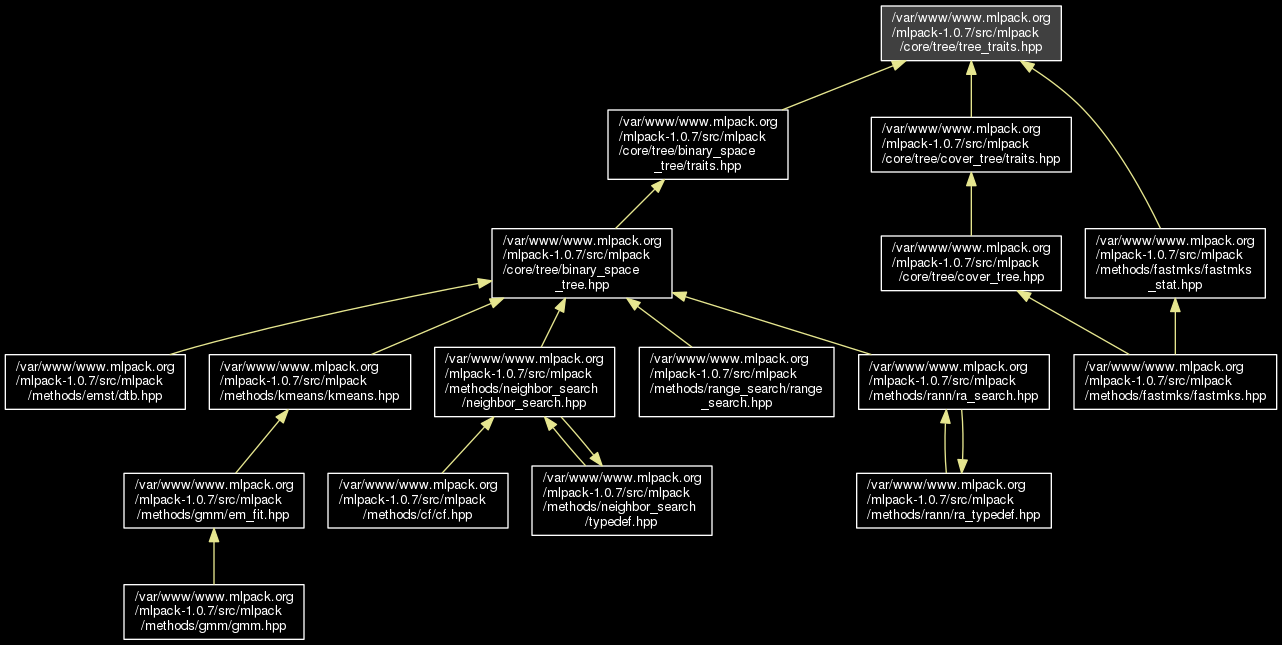 /var/www/www.mlpack.org
/mlpack-1.0.7/src/mlpack
/core/tree/tree_traits.hpp
/var/www/www.mlpack.org
/mlpack-1.0.7/src/mlpack
/core/tree/binary_space
_tree/traits.hpp
/var/www/www.mlpack.org
/mlpack-1.0.7/src/mlpack
/core/tree/cover_tree/traits.hpp
/var/www/www.mlpack.org
/mlpack-1.0.7/src/mlpack
/core/tree/binary_space
_tree.hpp
/var/www/www.mlpack.org
/mlpack-1.0.7/src/mlpack
/core/tree/cover_tree.hpp
/var/www/www.mlpack.org
/mlpack-1.0.7/src/mlpack
/methods/fastmks/fastmks
_stat.hpp
/var/www/www.mlpack.org
/mlpack-1.0.7/src/mlpack
/methods/emst/dtb.hpp
/var/www/www.mlpack.org
/mlpack-1.0.7/src/mlpack
/methods/kmeans/kmeans.hpp
/var/www/www.mlpack.org
/mlpack-1.0.7/src/mlpack
/methods/neighbor_search
/neighbor_search.hpp
/var/www/www.mlpack.org
/mlpack-1.0.7/src/mlpack
/methods/range_search/range
_search.hpp
/var/www/www.mlpack.org
/mlpack-1.0.7/src/mlpack
/methods/rann/ra_search.hpp
/var/www/www.mlpack.org
/mlpack-1.0.7/src/mlpack
/methods/fastmks/fastmks.hpp
/var/www/www.mlpack.org
/mlpack-1.0.7/src/mlpack
/methods/gmm/em_fit.hpp
/var/www/www.mlpack.org
/mlpack-1.0.7/src/mlpack
/methods/cf/cf.hpp
/var/www/www.mlpack.org
/mlpack-1.0.7/src/mlpack
/methods/neighbor_search
/typedef.hpp
/var/www/www.mlpack.org
/mlpack-1.0.7/src/mlpack
/methods/rann/ra_typedef.hpp
/var/www/www.mlpack.org
/mlpack-1.0.7/src/mlpack
/methods/gmm/gmm.hpp